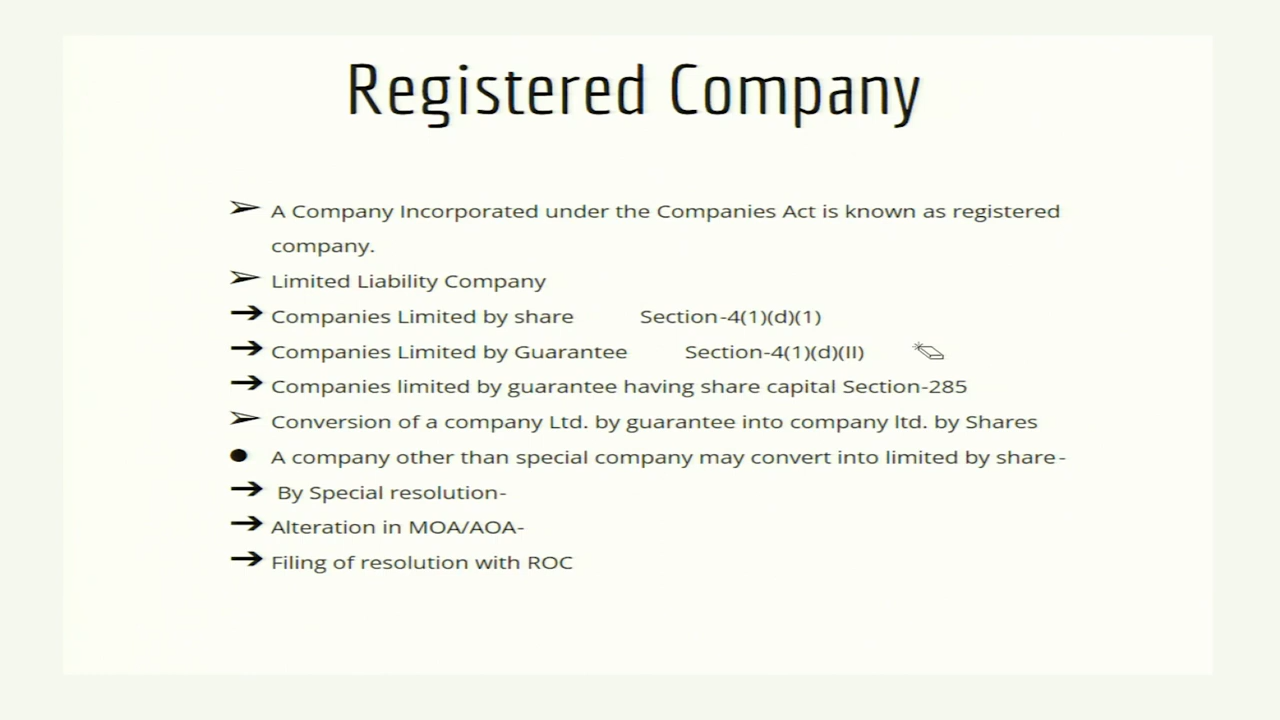 Registered Company
➢ A Company Incorporated under the Companies Act is known as registered
company.
➢ Limited Liability Company
➔ Companies Limited by share Section-4(1)(d)(1)
➔ Companies Limited by Guarantee Section-4(1)(d)(II)
➔ Companies limited by guarantee having share capital Section-285
➢ Conversion of a company Ltd. by guarantee into company ltd. by Shares
● A company other than special company may convert into limited by share-
➔ By Special resolution-
➔ Alteration in MOA/AOA-
➔ Filing of resolution with ROC